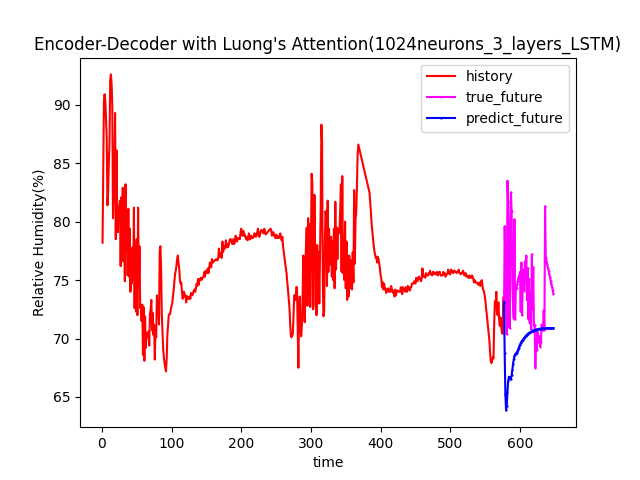 Encoder-Decoder with Luong's Attention(1024neurons_3_layers_LSTM)
history
true_future
predict_future
Relative Humidity(%)
90
85
80
75
70
65
0 100 200 300 400 500 600
time